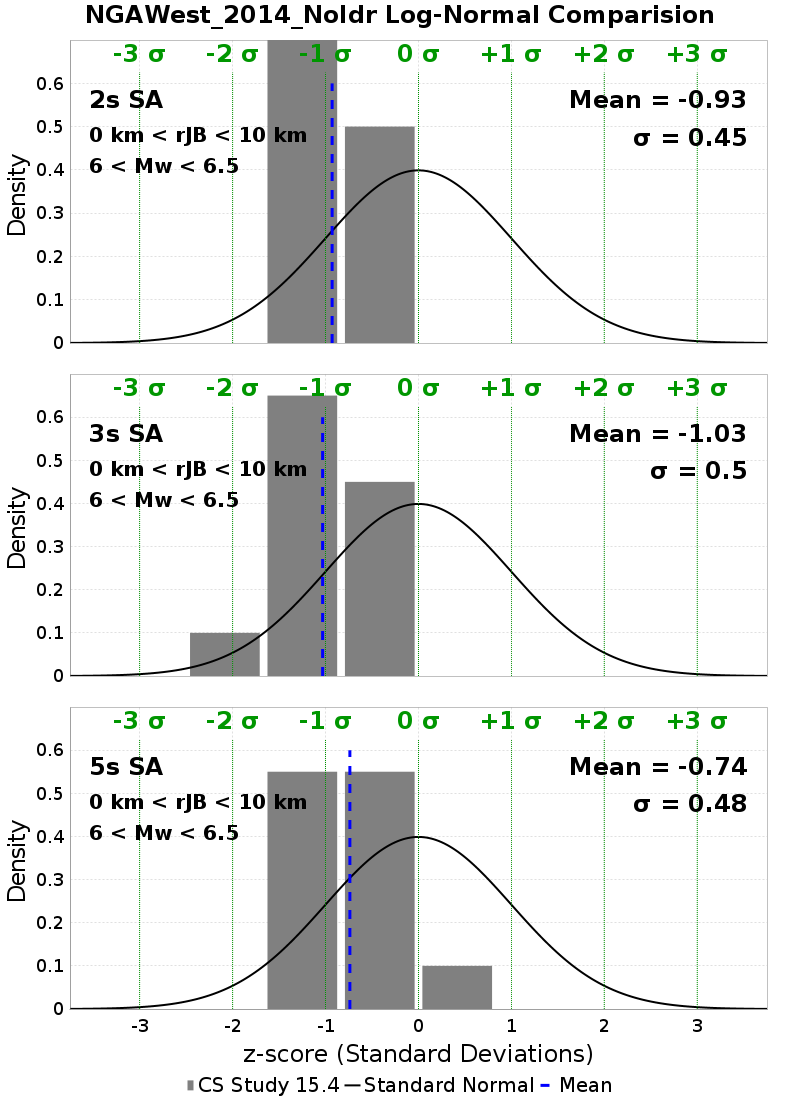 NGAWest_2014_NoIdr Log-Normal Comparision
-3 σ -2 σ -1 σ 0 σ +1 σ +2 σ +3 σ
2s SA Mean = -0.93
0 km < rJB < 10 km σ = 0.45
6 < Mw < 6.5
Density
0.6
0.5
0.4
0.3
0.2
0.1
0
-3 σ -2 σ -1 σ 0 σ +1 σ +2 σ +3 σ
3s SA Mean = -1.03
0 km < rJB < 10 km σ = 0.5
6 < Mw < 6.5
Density
0.6
0.5
0.4
0.3
0.2
0.1
0
-3 σ -2 σ -1 σ 0 σ +1 σ +2 σ +3 σ
5s SA Mean = -0.74
0 km < rJB < 10 km σ = 0.48
6 < Mw < 6.5
Density
0.6
0.5
0.4
0.3
0.2
0.1
0
-3 -2 -1 0 1 2 3
z-score (Standard Deviations)
CS Study 15.4 Standard Normal Mean